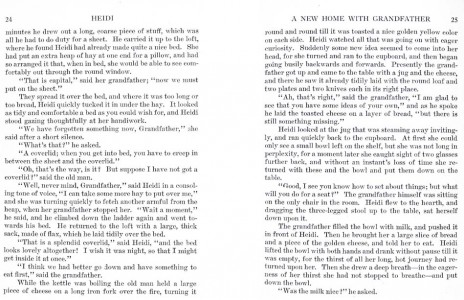 24 HEIDI
minutes he drew out a long, coarse piece of stuff, which was
all he had to do duty for a sheet. He carried it up to the loft,
where he found Heidi had already made quite a nice bed. She
had put an extra heap of hay at one end for a pillow, and had
so arranged it that, when in bed, she would be able to see com-
fortably out through the round window.
"That is capital," said her grandfather; "now we must
put on the sheet."
They spread it over the bed, and where it was too long or
too broad, Heidi quickly tucked it in under the hay. It looked
as tidy and comfortable a bed as you could wish for, and Heidi
stood gazing thoughtfully at her handiwork.
"We have forgotten something now, Grandfather," she
said after a short silence.
"What's that?" he asked.
"A coverlid; when you get into bed, you have to creep in
between the sheet and the coverlid."
"Oh, that's the way, is it? But suppose I have not got a
coverlid?" said the old man.
"Well, never mind, Grandfather," said Heidi in a consol-
ing tone of voice, "I can take some more hay to put over me,"
and she was turning quickly to fetch another armful from the
heap, when her grandfather stopped her. "Wait a moment,"
he said, and he climbed down the ladder again and went to-
wards his bed. He returned to the loft with a large, thick
sack, made of flax, which he laid tidily over the bed.
"That is a splendid coverlid," said Heidi, "and the bed
looks lovely altogether! I wish it was night, so that I might
get inside it at once."
"I think we had better go down and have something to
eat first," said the grandfather.
While the kettle was boiling the old man held a large
piece of cheese on a long iron fork over the fire, turning it
A NEW HOME WITH GRANDFATHER 25
round and round till it was toasted a nice golden yellow color
on each side. Heidi watched all that was going on with eager
curiosity. Suddenly some new idea seemed to come into her
head, for she turned and ran to the cupboard, and then began
going busily backwards and forwards. Presently the grand-
father got up and came to the table with a jug and the cheese,
and there he saw it already tidily laid with the round loaf and
two plates and two knives each in its right place.
"Ah, that's right," said the grandfather, "I am glad to
see that you have some ideas of your own," and as he spoke
he laid the toasted cheese on a layer of bread, "but there is
still something missing."
Heidi looked at the jug that was steaming away inviting-
ly, and ran quickly back to the cupboard. At first she could
only see a small bowl left on the shelf, but she was not long in
perplexity, for a moment later she caught sight of two glasses
further back, and without an instant's loss of time she re-
turned with these and the bowl and put them down on the
table.
"Good, I see you know how to set about things; but what
will you do for a seat?" The grandfather himself was sitting
on the only chair in the room. Heidi flew to the hearth, and
dragging the three-legged stool up to the table, sat herself
down upon it.
The grandfather filled the bowl with milk, and pushed it
in front of Heidi. Then he brought her a large slice of bread
and a piece of the golden cheese, and told her to eat. Heidi
lifted the bowl with both hands and drank without pause till it
was empty, for the thirst of all her long, hot journey had re-
turned upon her. Then she drew a deep breath—in the eager-
ness of her thirst she had not stopped to breathe—and put
down the bowl.
"Was the milk nice?" he asked.